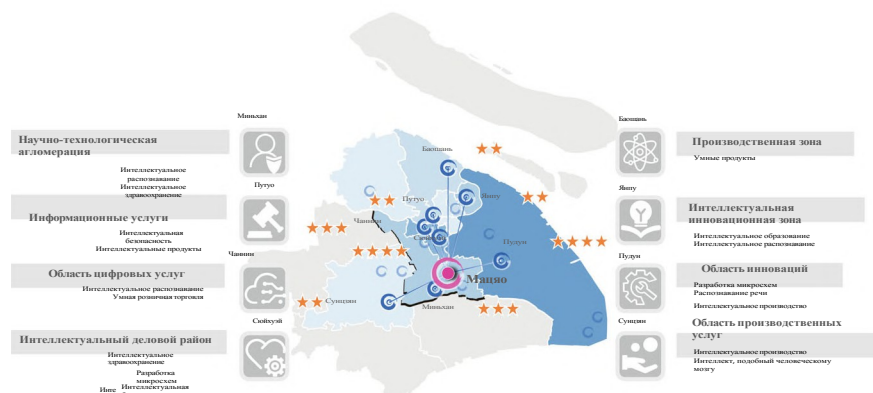 Миньхан
Научно-технологическая
агломерация
Интеллектуальное
распознавание
Интеллектуальное
здравоохранение
Путуо
Информационные услуги
Интеллектуальная
безопасность
Интеллектуальные продукты
Чаннин
Область цифровых услуг
Интеллектуальное распознавание
Умная розничная торговля
Сюйхуэй
Интеллектуальный деловой район
Интеллектуальное
здравоохранение
Разработка
микросхем
Инте
Интеллектуальная
Баошань
Путуо
Янпу
Чаннин
Пудун
Мацяо
Сунцзян
Миньхан
Баошань
Производственная зона
Умные продукты
Янпу
Интеллектуальная
инновационная зона
Интеллектуальное образование
Интеллектуальное распознавание
Пудун
Область инноваций
Разработка микросхем
Распознавание речи
Интеллектуальное производство
Сунцзян
Область производственных
услуг
Интеллектуальное производство
Интеллект, подобный человеческому
мозгу